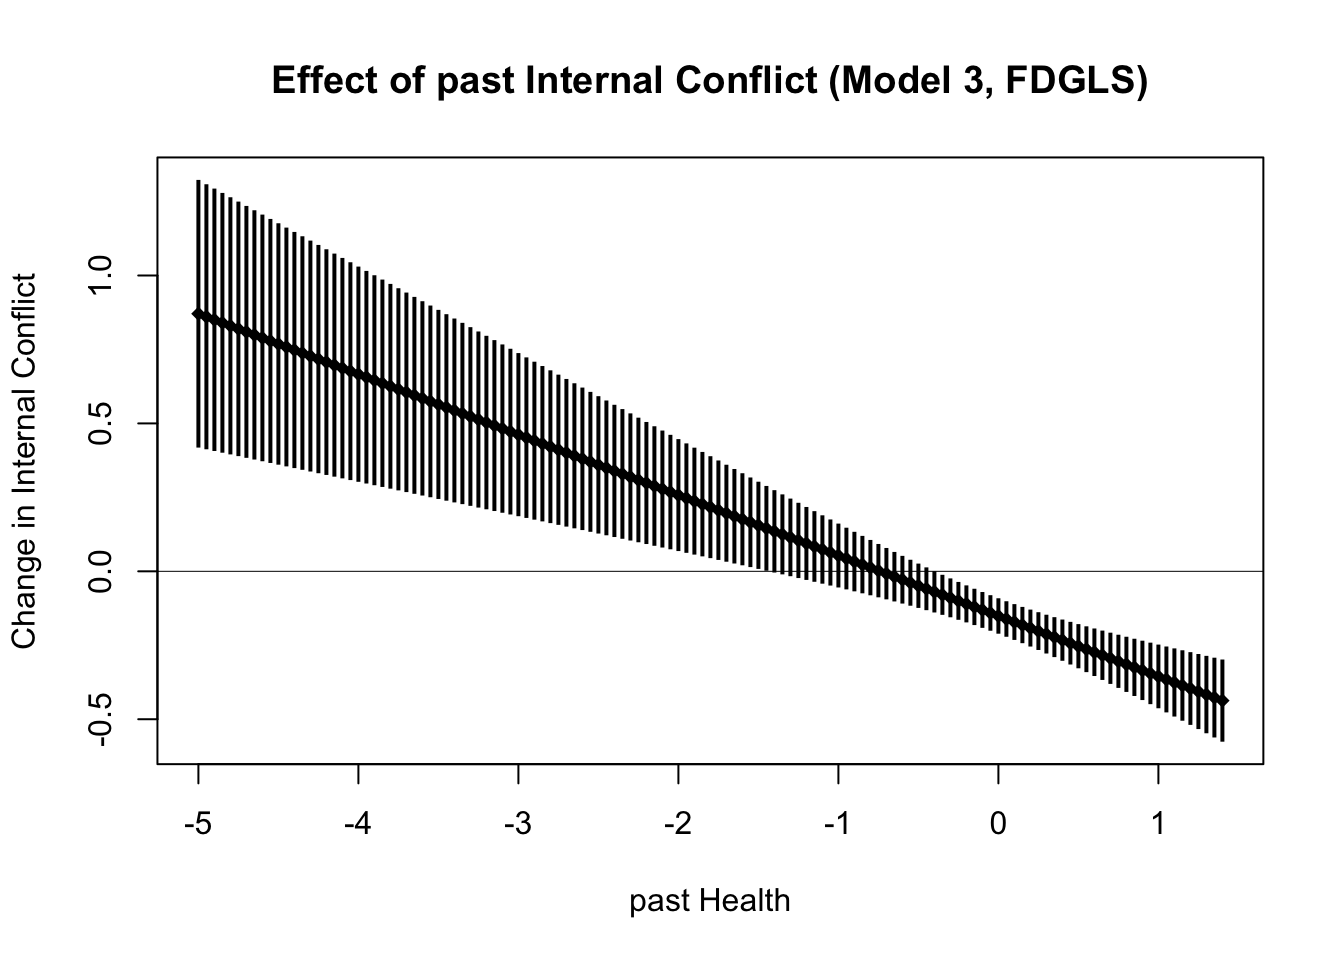 Effect of past Internal Conflict (Model 3, FDGLS)
Change in Internal Conflict
1.0
0.5
0.0
-0.5
-5 -4 -3 -2 -1 0 1
past Health